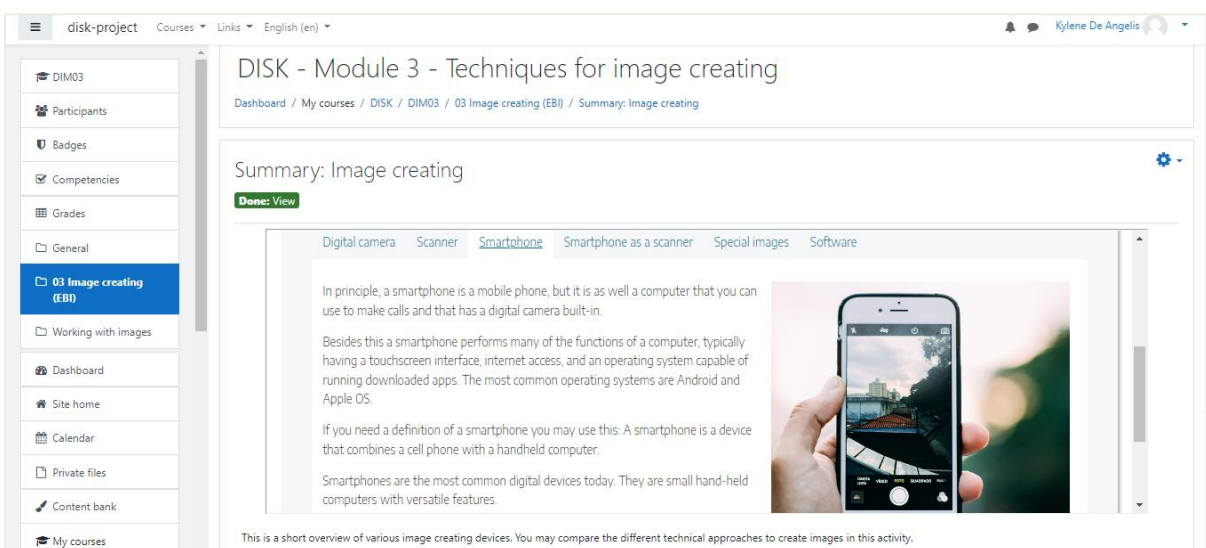 disk-project Courses Links English (en) Kylene De Angelis
DIM03
Participants
Badges
Competencies
Grades
General
03 Image creating
(EBI)
Working with images
Dashboard
Site home
Calendar
Private files
Content bank
My courses
DISK - Module 3 - Techniques for image creating
Dashboard / My courses / DISK / DIM03 / 03 Image creating (EBI) / Summary: Image creating
Summary: Image creating
Done: View
Digital camera Scanner Smartphone Smartphone as a scanner Special images Software
In principle, a smartphone is a mobile phone, but it is as well a computer that you can
use to make calls and that has a digital camera built-in.
Besides this a smartphone performs many of the functions of a computer, typically
having a touchscreen interface, internet access, and an operating system capable of
running downloaded apps. The most common operating systems are Android and
Apple OS.
If you need a definition of a smartphone you may use this: A smartphone is a device
that combines a cell phone with a handheld computer.
Smartphones are the most common digital devices today. They are small hand-held
computers with versatile features.
VÍDEO FOTO QUADRADO
This is a short overview of various image creating devices. You may compare the different technical approaches to create images in this activity.